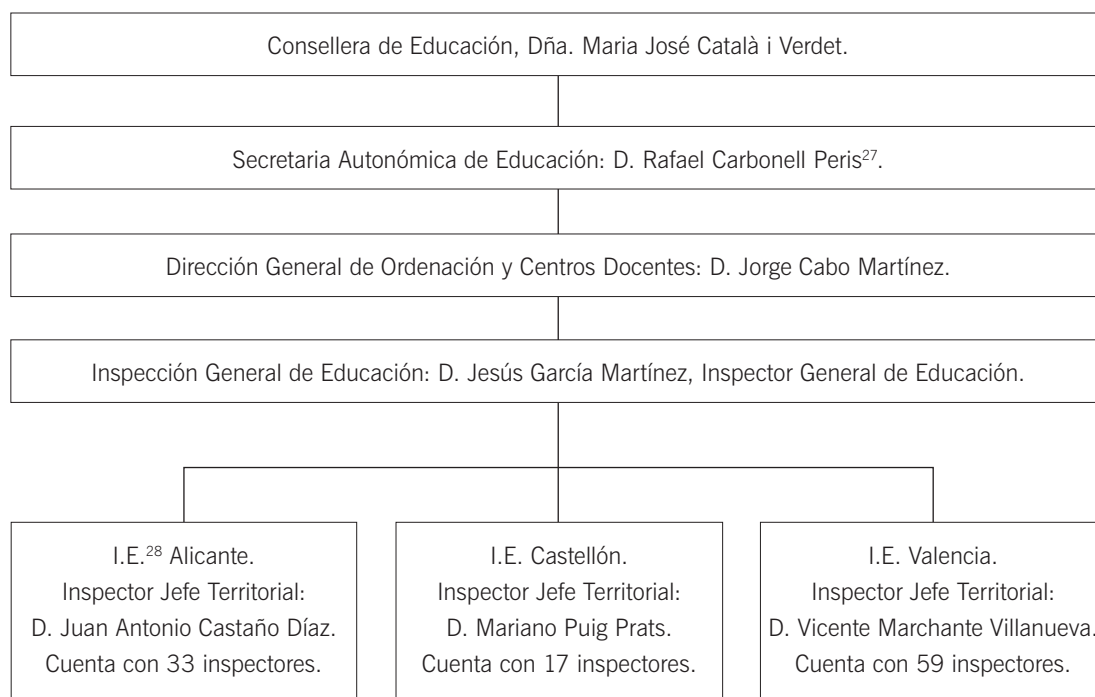 Consellera de Educación, Dña. Maria José Català i Verdet.
Secretaria Autonómica de Educación: D. Rafael Carbonell Peris27.
Dirección General de Ordenación y Centros Docentes: D. Jorge Cabo Martínez.
Inspección General de Educación: D. Jesús García Martínez, Inspector General de Educación.
I.E.28 Alicante.
Inspector Jefe Territorial:
D. Juan Antonio Castaño Díaz.
Cuenta con 33 inspectores.
I.E. Castellón.
Inspector Jefe Territorial:
D. Mariano Puig Prats.
Cuenta con 17 inspectores.
I.E. Valencia.
Inspector Jefe Territorial:
D. Vicente Marchante Villanueva.
Cuenta con 59 inspectores.